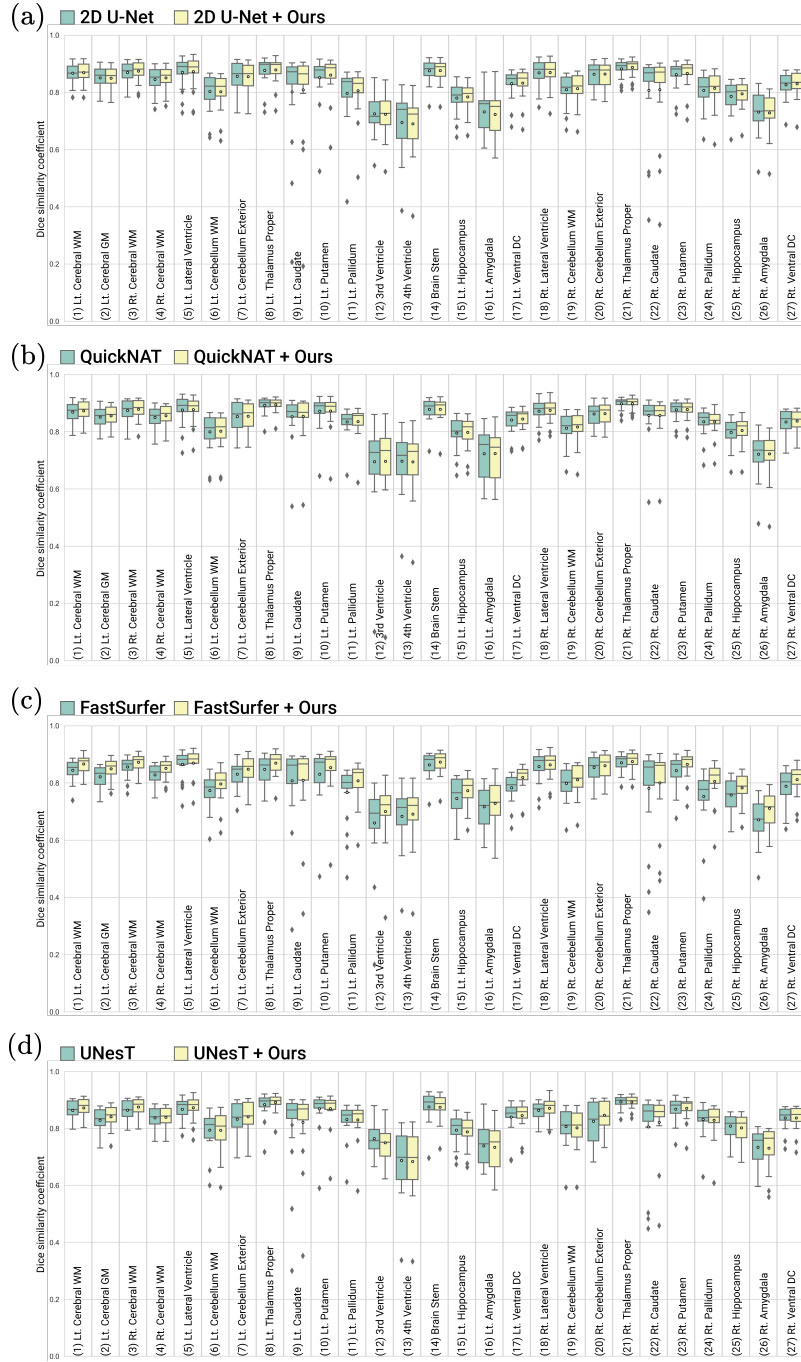 (a) 2D U-Net 2D U-Net + Ours
Dice similarity coefficient
1.0
0.8
0.6
0.4
0.2
0.0
(1) Lt. Cerebral WM
(2) Lt. Cerebral GM
(3) Rt. Cerebral WM
(4) Rt. Cerebral WM
(5) Lt. Lateral Ventricle
(6) Lt. Cerebellum WM
(7) Lt. Cerebellum Exterior
(8) Lt. Thalamus Proper
(9) Lt. Caudate
(10) Lt. Putamen
(11) Lt. Pallidum
(12) 3rd Ventricle
(13) 4th Ventricle
(14) Brain Stem
(15) Lt. Hippocampus
(16) Lt. Amygdala
(17) Lt. Ventral DC
(18) Rt. Lateral Ventricle
(19) Rt. Cerebellum WM
(20) Rt. Cerebellum Exterior
(21) Rt. Thalamus Proper
(22) Rt. Caudate
(23) Rt. Putamen
(24) Rt. Pallidum
(25) Rt. Hippocampus
(26) Rt. Amygdala
(27) Rt. Ventral DC
(b) QuickNAT QuickNAT + Ours
Dice similarity coefficient
1.0
0.8
0.6
0.4
0.2
0.0
(1) Lt. Cerebral WM
(2) Lt. Cerebral GM
(3) Rt. Cerebral WM
(4) Rt. Cerebral WM
(5) Lt. Lateral Ventricle
(6) Lt. Cerebellum WM
(7) Lt. Cerebellum Exterior
(8) Lt. Thalamus Proper
(9) Lt. Caudate
(10) Lt. Putamen
(11) Lt. Pallidum
(12) 3rd Ventricle
(13) 4th Ventricle
(14) Brain Stem
(15) Lt. Hippocampus
(16) Lt. Amygdala
(17) Lt. Ventral DC
(18) Rt. Lateral Ventricle
(19) Rt. Cerebellum WM
(20) Rt. Cerebellum Exterior
(21) Rt. Thalamus Proper
(22) Rt. Caudate
(23) Rt. Putamen
(24) Rt. Pallidum
(25) Rt. Hippocampus
(26) Rt. Amygdala
(27) Rt. Ventral DC
(c) FastSurfer FastSurfer + Ours
Dice similarity coefficient
1.0
0.8
0.6
0.4
0.2
0.0
(1) Lt. Cerebral WM
(2) Lt. Cerebral GM
(3) Rt. Cerebral WM
(4) Rt. Cerebral WM
(5) Lt. Lateral Ventricle
(6) Lt. Cerebellum WM
(7) Lt. Cerebellum Exterior
(8) Lt. Thalamus Proper
(9) Lt. Caudate
(10) Lt. Putamen
(11) Lt. Pallidum
(12) 3rd Ventricle
(13) 4th Ventricle
(14) Brain Stem
(15) Lt. Hippocampus
(16) Lt. Amygdala
(17) Lt. Ventral DC
(18) Rt. Lateral Ventricle
(19) Rt. Cerebellum WM
(20) Rt. Cerebellum Exterior
(21) Rt. Thalamus Proper
(22) Rt. Caudate
(23) Rt. Putamen
(24) Rt. Pallidum
(25) Rt. Hippocampus
(26) Rt. Amygdala
(27) Rt. Ventral DC
(d) UNesT UNesT + Ours
Dice similarity coefficient
1.0
0.8
0.6
0.4
0.2
0.0
(1) Lt. Cerebral WM
(2) Lt. Cerebral GM
(3) Rt. Cerebral WM
(4) Rt. Cerebral WM
(5) Lt. Lateral Ventricle
(6) Lt. Cerebellum WM
(7) Lt. Cerebellum Exterior
(8) Lt. Thalamus Proper
(9) Lt. Caudate
(10) Lt. Putamen
(11) Lt. Pallidum
(12) 3rd Ventricle
(13) 4th Ventricle
(14) Brain Stem
(15) Lt. Hippocampus
(16) Lt. Amygdala
(17) Lt. Ventral DC
(18) Rt. Lateral Ventricle
(19) Rt. Cerebellum WM
(20) Rt. Cerebellum Exterior
(21) Rt. Thalamus Proper
(22) Rt. Caudate
(23) Rt. Putamen
(24) Rt. Pallidum
(25) Rt. Hippocampus
(26) Rt. Amygdala
(27) Rt. Ventral DC